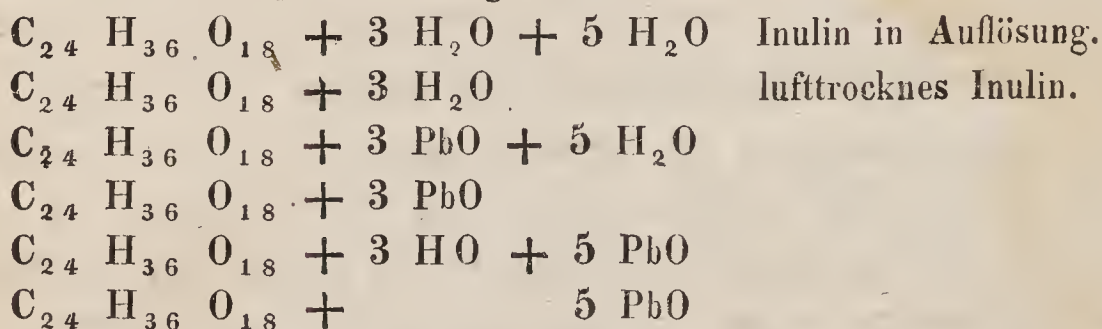 C₂₄ H₃₆ O₁₈ + 3 H₂O + 5 H₂O Inulin in Auflösung.
C₂₄ H₃₆ O₁₈ + 3 H₂O lufttrocknes Inulin.
C₂₄ H₃₆ O₁₈ + 3 PbO + 5 H₂O
C₂₄ H₃₆ O₁₈ + 3 PbO
C₂₄ H₃₆ O₁₈ + 3 HO + 5 PbO
C₂₄ H₃₆ O₁₈ + 5 PbO